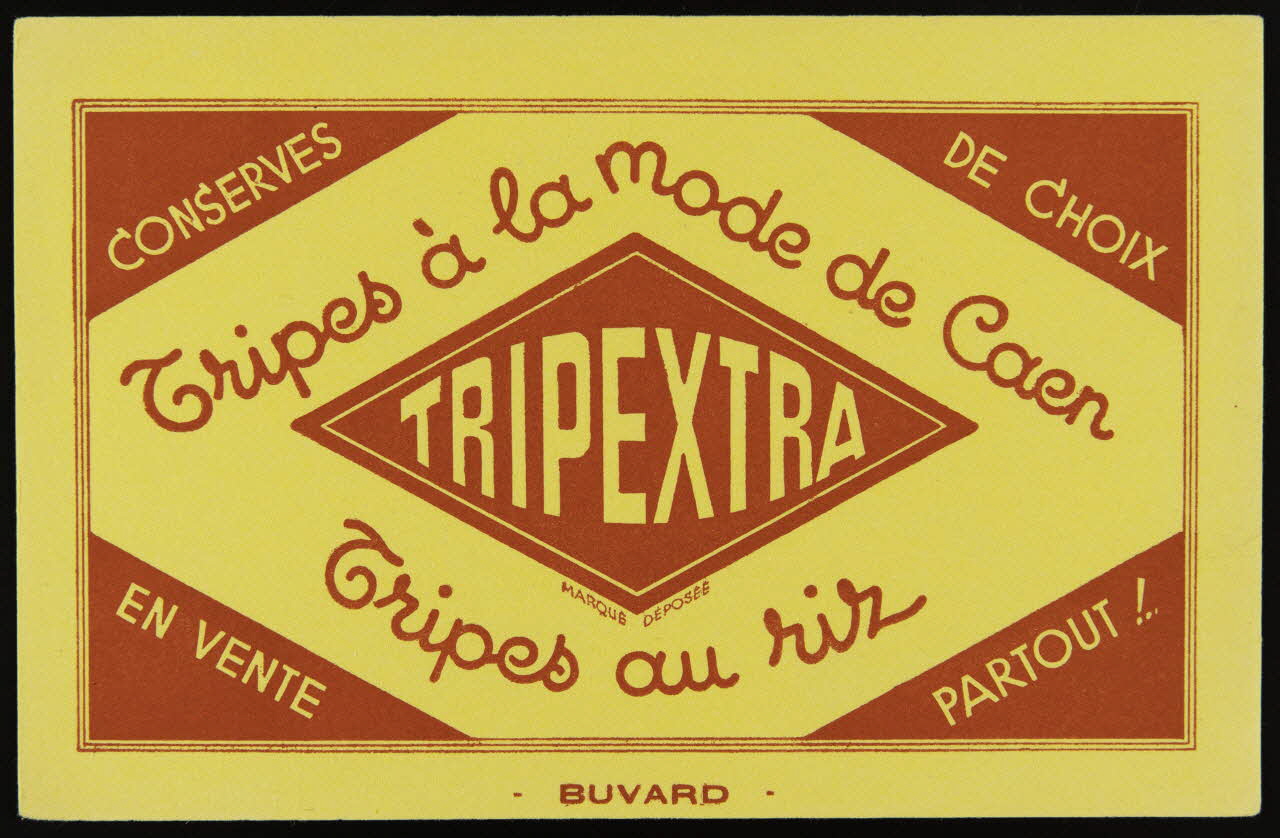 CONSERVES
DE CHOIX
Tripes à la mode de Caen
TRIPEXTRA
MARQUE DÉPOSÉE
Tripes au riz
EN VENTE
PARTOUT !..
- BUVARD -